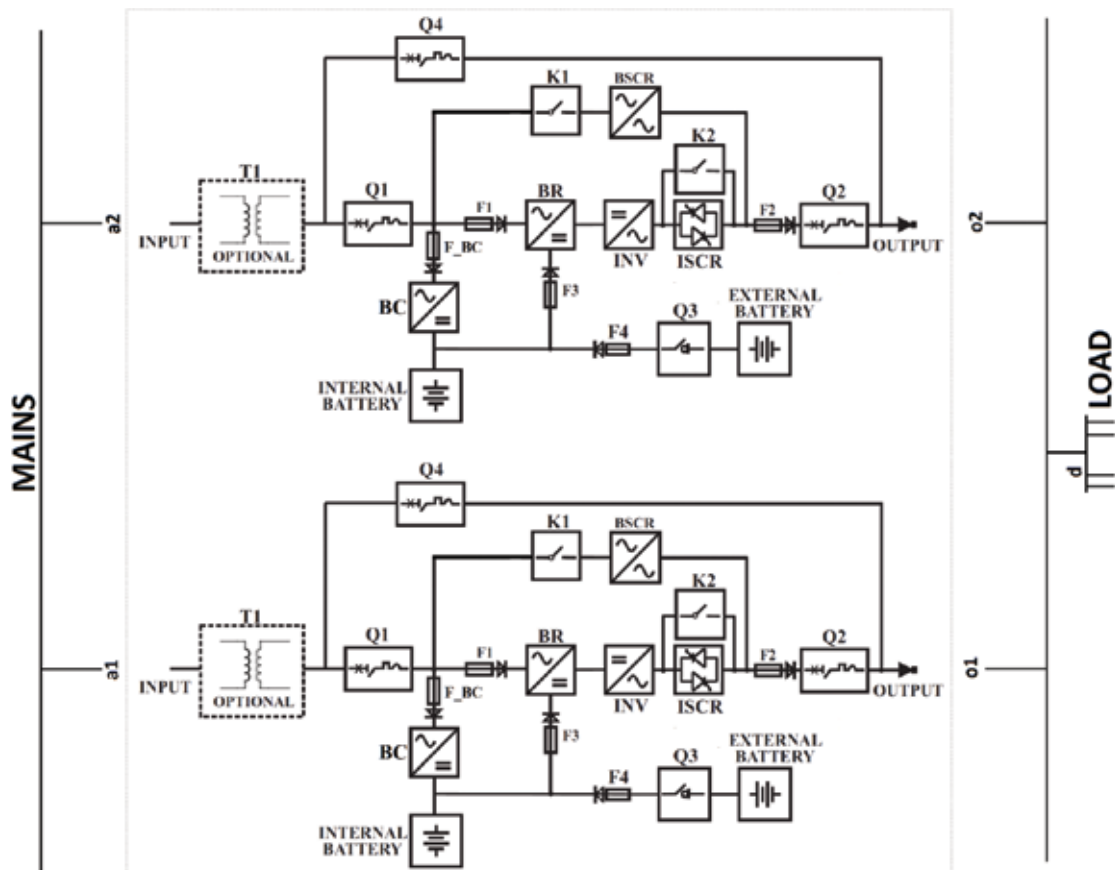 Q4
K1
BSCR
K2
T1
Q1
F1
BR
F2
Q2
a2
INPUT
OPTIONAL
F_BC
INV
ISCR
OUTPUT
o2
BC
F3
F4
Q3
EXTERNAL
BATTERY
INTERNAL
BATTERY
MAINS
LOAD
d
Q4
K1
BSCR
K2
T1
Q1
F1
BR
F2
Q2
a1
INPUT
OPTIONAL
F_BC
INV
ISCR
OUTPUT
o1
BC
F3
F4
Q3
EXTERNAL
BATTERY
INTERNAL
BATTERY